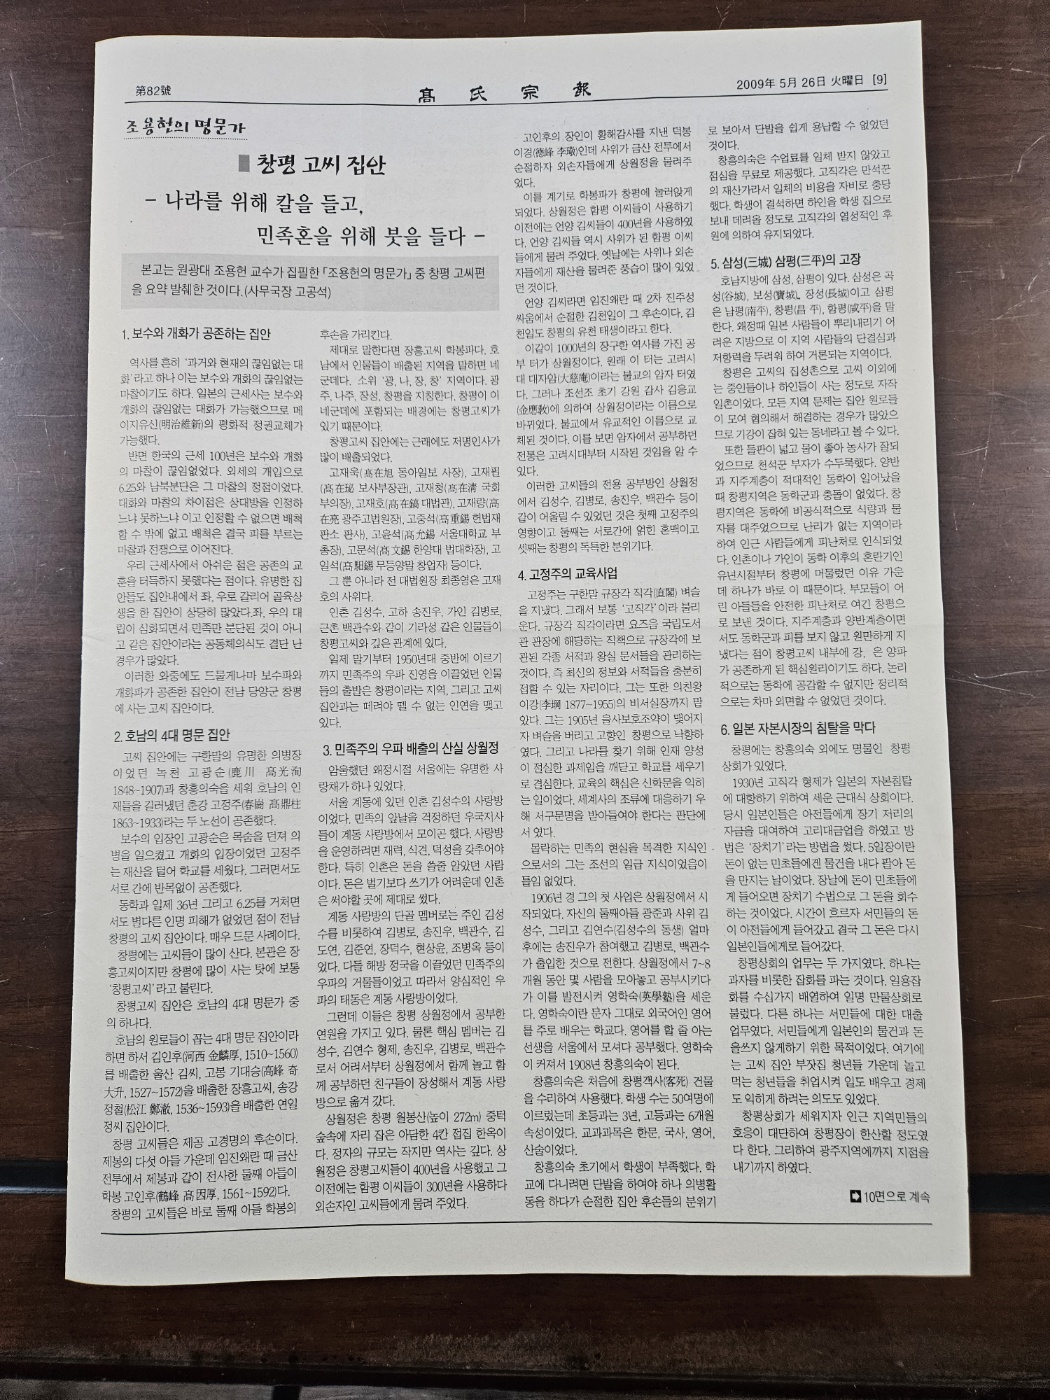 第82號
高 氏 宗 報
2009年 5月 26日 火曜日 [9]
조용헌의 명문가
창평 고씨 집안
- 나라를 위해 칼을 들고,
민족혼을 위해 붓을 들다 -
본고는 원광대 조용헌 교수가 집필한 「조용헌의 명문가」 중 창평 고씨편
을 요약 발췌한 것이다.(사무국장 고공석)
1. 보수와 개화가 공존하는 집안
역사를 흔히 '과거와 현재의 끊임없는 대
화' 라고 하나 이는 보수와 개화의 끊임없는
마찰이기도 하다. 일본의 근세사는 보수와
개화의 끊임없는 대화가 가능했으므로 메
이지유신(明治維新)의 평화적 정권교체가
가능했다.
반면 한국의 근세 100년은 보수와 개화
의 마찰이 끊임없었다. 외세의 개입으로
6.25와 남북분단은 그 마찰의 정점이었다.
대화와 마찰의 차이점은 상대방을 인정하
느냐 못하느냐 이고 인정할 수 없으면 배척
할 수 밖에 없고 배척은 결국 피를 부르는
마찰과 전쟁으로 이어진다.
우리 근세사에서 아쉬운 점은 공존의 교
훈을 터득하지 못했다는 점이다. 유명한 집
안들도 집안내에서 좌, 우로 갈리어 골육상
쟁을 한 집안이 상당히 많았다.좌, 우의 대
립이 심화되면서 민족만 분단된 것이 아니
고 같은 집안이라는 공동체의식도 결단 난
경우가 많았다.
이러한 와중에도 드물게나마 보수파와
개화파가 공존한 집안이 전남 담양군 창평
에 사는 고씨 집안이다.
2. 호남의 4대 명문 집안
고씨 집안에는 구한말의 유명한 의병장
이었던 녹천 고광순(鹿川 高光洵
1848~1907)과 창흥의숙을 세워 호남의 인
재들을 길러냈던 춘강 고정주(春崗 高鼎柱
1863~1933)라는 두 노선이 공존했다.
보수의 입장인 고광순은 목숨을 던져 의
병을 일으켰고 개화의 입장이었던 고정주
는 재산을 털어 학교를 세웠다. 그러면서도
서로 간에 반목없이 공존했다.
동학과 일제 36년 그리고 6.25를 거쳐면
서도 별다른 인명 피해가 없었던 점이 전남
창평의 고씨 집안이다. 매우 드문 사례이다.
창평에는 고씨들이 많이 산다. 본관은 장
흥고씨이지만 창평에 많이 사는 탓에 보통
'창평고씨' 라고 불린다.
창평고씨 집안은 호남의 4대 명문가 중
의 하나다.
호남의 원로들이 꼽는 4대 명문 집안이라
하면 하서 김인후(河西 金麟厚, 1510~1560)
를 배출한 울산 김씨, 고봉 기대승(高峰 奇
大升, 1527~1572)을 배출한 장흥고씨, 송강
정철(松江 鄭澈, 1536~1593)을 배출한 연일
정씨 집안이다.
창평 고씨들은 제공 고경명의 후손이다.
제봉의 다섯 아들 가운데 임진왜란 때 금산
전투에서 제봉과 같이 전사한 둘째 아들이
학봉 고인후(鶴峰 高因厚, 1561~1592)다.
창평의 고씨들은 바로 둘째 아들 학봉의
후손을 가리킨다.
제대로 말한다면 장흥고씨 학봉파다. 호
남에서 인물들이 배출된 지역을 말하면 네
군데다. 소위 '광, 나, 장, 창' 지역이다. 광
주, 나주, 장성, 창평을 지칭한다. 창평이 이
네군데에 포함되는 배경에는 창평고씨가
있기 때문이다.
창평고씨 집안에는 근래에도 저명인사가
많이 배출되었다.
고재욱(高在旭 동아일보 사장), 고재필
(高在珌 보사부장관), 고재청(高在淸 국회
부의장), 고재호(高在鎬 대법관), 고재량(高
在亮 광주고법원장), 고중석(高重錫 헌법재
판소 판사), 고윤석(高允錫 서울대학교 부
총장), 고문석(高文錫 한양대 법대학장), 고
임석( 무등양말 창업자) 등이다.
그 뿐 아니라 전 대법원장 최종영은 고재
호의 사위다.
인촌 김성수, 고하 송진우, 가인 김병로,
근촌 백관수와 같이 기라성 같은 인물들이
창평고씨와 깊은 관계에 있다.
일제 말기부터 1950년대 중반에 이르기
까지 민족주의 우파 진영을 이끌었던 인물
들의 출발은 창평이라는 지역, 그리고 고씨
집안과는 떼려야 뗄 수 없는 인연을 맺고
있다.
3. 민족주의 우파 배출의 산실 상월정
암울했던 왜정시절 서울에는 유명한 사
랑채가 하나 있었다.
서울 계동에 있던 인촌 김성수의 사랑방
이었다. 민족의 앞날을 걱정하던 우국지사
들이 계동 사랑방에서 모이곤 했다. 사랑방
을 운영하려면 재력, 식견, 덕성을 갖추어야
한다. 특히 인촌은 돈을 쓸줄 알았던 사람
이다. 돈은 벌기보다 쓰기가 어려운데 인촌
은 써야할 곳에 제대로 썼다.
계동 사랑방의 단골 멤버로는 주인 김성
수를 비롯하여 김병로, 송진우, 백관수, 김
도연, 김준연, 장덕수, 현상윤, 조병옥 등이
었다. 다들 해방 정국을 이끌었던 민족주의
우파의 거물들이었고 따라서 양심적인 우
파의 태동은 계동 사랑방이었다.
그런데 이들은 창평 상월정에서 공부한
연원을 가지고 있다. 물론 핵심 멤버는 김
성수, 김연수 형제, 송진우, 김병로, 백관수
로서 어려서부터 상월정에서 함께 놀고 함
께 공부하던 친구들이 장성해서 계동 사랑
방으로 옮겨 갔다.
상월정은 창평 월봉산(높이 272m) 중턱
숲속에 자리 잡은 아담한 4칸 접집 한옥이
다. 정자의 규모는 작지만 역사는 깊다. 상
월정은 창평고씨들이 400년을 사용했고 그
이전에는 함평 이씨들이 300년을 사용하다
외손자인 고씨들에게 물려 주었다.
고인후의 장인이 황해감사를 지낸 덕봉
이경(德峰 李璥)인데 사위가 금산 전투에서
순절하자 외손자들에게 상월정을 물려주
었다.
이를 계기로 학봉파가 창평에 눌러앉게
되었다. 상월정은 함평 이씨들이 사용하기
이전에는 언양 김씨들이 400년을 사용하였
다. 언양 김씨들 역시 사위가 된 함평 이씨
들에게 물려 주었다. 옛날에는 사위나 외손
자들에게 재산을 물려준 풍습이 많이 있었
던 것이다.
언양 김씨라면 임진왜란 때 2차 진주성
싸움에서 순절한 김천일이 그 후손이다. 김
천일도 창평의 유천 태생이라고 한다.
이같이 1000년의 장구한 역사를 가진 공
부 터가 상월정이다. 원래 이 터는 고려시
대 대자암(大慈庵)이라는 불교의 암자 터였
다. 그러나 조선조 초기 강원 감사 김응교
(金應敎)에 의하여 상월정이라는 이름으로
바뀌었다. 불교에서 유교적인 이름으로 교
체된 것이다. 이를 보면 암자에서 공부하던
전통은 고려시대부터 시작된 것임을 알 수
있다.
이러한 고씨들의 전용 공부방인 상월정
에서 김성수, 김병로, 송진우, 백관수 등이
같이 어울릴 수 있었던 것은 첫째 고정주의
영향이고 둘째는 서로간에 얽힌 혼맥이고
셋째는 창평의 독특한 분위기다.
4. 고정주의 교육사업
고정주는 구한말 규장각 직각(直閣) 벼슬
을 지냈다. 그래서 보통 '고직각' 이라 불리
운다. 규장각 직각이라면 요즈음 국립도서
관 관장에 해당하는 직책으로 규장각에 보
관된 각종 서적과 왕실 문서들을 관리하는
것이다. 즉 최신의 정보와 서적들을 충분히
접할 수 있는 자리이다. 그는 또한 의친왕
이강(李堈 1877~1955)의 비서실장까지 맡
았다. 그는 1905년 을사보호조약이 맺어지
자 벼슬을 버리고 고향인 창평으로 낙향하
였다. 그리고 나라를 찾기 위해 인재 양성
이 절실한 과제임을 깨닫고 학교를 세우기
로 결심한다. 교육의 핵심은 신학문을 익히
는 일이었다. 세계사의 조류에 대응하기 우
해 서구문명을 받아들여야 한다는 판단에
서 였다.
몰락하는 민족의 현실을 목격한 지식인
으로서의 그는 조선의 일급 지식이었음이
틀림 없었다.
1906년 경 그의 첫 사업은 상월정에서 시
작되었다. 자신의 둘째아들 광준과 사위 김
성수, 그리고 김연수(김성수의 동생) 얼마
후에는 송진우가 참여했고 김병로, 백관수
가 출입한 것으로 전한다. 상월정에서 7~8
개월 동안 몇 사람을 모아놓고 공부시키다
가 이를 발전시켜 영학숙(英學塾)을 세운
다. 영학숙이란 문자 그대로 외국어인 영어
를 주로 배우는 학교다. 영어를 할 줄 아는
선생을 서울에서 모셔다 공부했다. 영학숙
이 커져서 1908년 창흥의숙이 된다.
창흥의숙은 처음에 창평객사(客死) 건물
을 수리하여 사용했다. 학생 수는 50여명에
이르렀는데 초등과는 3년, 고등과는 6개월
속성이었다. 교과과목은 한문, 국사, 영어,
산술이었다.
창흥의숙 초기에서 학생이 부족했다. 학
교에 다니려면 단발을 하여야 하나 의병활
동을 하다가 순절한 집안 후손들의 분위기
로 보아서 단발을 쉽게 용납할 수 없었던
것이다.
창흥의숙은 수업료를 일체 받지 않았고
점심을 무료로 제공했다. 고직각은 만석꾼
의 재산가라서 일체의 비용을 자비로 충당
했다. 학생이 결석하면 하인을 학생 집으로
보내 데려올 정도로 고직각의 열성적인 후
원에 의하여 유지되었다.
5. 삼성(三城) 삼평(三平)의 고장
호남지방에 삼성, 삼평이 있다. 삼성은 곡
성(谷城), 보성(寶城), 장성(長城)이고 삼평
은 남평(南平), 창평(昌平), 함평(咸平)을 말
한다. 왜정때 일본 사람들이 뿌리내리기 어
려운 지방으로 이 지역 사람들의 단결심과
저항력을 두려워 하여 거론되는 지역이다.
창평은 고씨의 집성촌으로 고씨 이외에
는 중인들이나 하인들이 사는 정도로 자작
일촌이었다. 모든 지역 문제는 집안 원로들
이 모여 협의해서 해결하는 경우가 많았으
므로 기강이 잡혀 있는 동네라고 볼 수 있다.
또한 들판이 넓고 물이 좋아 농사가 잘되
었으므로 천석군 부자가 수두룩했다. 양반
과 지주계층이 적대적인 동학이 일어났을
때 창평지역은 동학군과 충돌이 없었다. 창
평지역은 동학에 비공식적으로 식량과 물
자를 대주었으므로 난리가 없는 지역이라
하여 인근 사람들에게 피난처로 인식되었
다. 인촌이나 가인이 동학 이후의 혼란기인
유년시절부터 창평에 머물렀던 이유 가운
데 하나가 바로 이 때문이다. 부모들이 어
린 아들들을 안전한 피난처로 여긴 창평으
로 보낸 것이다. 지주계층과 양반계층이면
서도 동학군과 피를 보지 않고 원만하게 지
냈다는 점이 창평고씨 내부에 강, 온 양파
가 공존하게 된 핵심원리이기도 하다. 논리
적으로는 동학에 공감할 수 없지만 정리적
으로는 차마 외면할 수 없었던 것이다.
6. 일본 자본시장의 침탈을 막다
창평에는 창흥의숙 외에도 명물인 창평
상회가 있었다.
1930년 고직각 형제가 일본의 자본침탈
에 대항하기 위하여 세운 근대식 상회이다.
당시 일본인들은 아전들에게 장기 저리의
자금을 대여하여 고리대금업을 하였고 방
법은 '장치기' 라는 방법을 썼다. 5일장이란
돈이 없는 민초들에겐 물건을 내다 팔아 돈
을 만지는 날이었다. 장날에 돈이 민초들에
게 들어오면 장치기 수법으로 그 돈을 회수
하는 것이었다. 시간이 흐르자 서민들의 돈
이 아전들에게 들어갔고 결국 그 돈은 다시
일본인들에게로 들어갔다.
창평상회의 업무는 두 가지였다. 하나는
과자를 비롯한 잡화를 파는 것이다. 일용잡
화를 수십가지 배열하여 일명 만물상회로
불렸다. 다른 하나는 서민들에 대한 대출
업무였다. 서민들에게 일본인의 물건과 돈
을쓰지 않게하기 위한 목적이었다. 여기에
는 고씨 집안 부잣집 청년들 가운데 놀고
먹는 청년들을 취업시켜 일도 배우고 경제
도 익히게 하려는 의도도 있었다.
창평상회가 세워지자 인근 지역민들의
호응이 대단하여 창평장이 한산할 정도였
다 한다. 그리하여 광주지역에까지 지점을
내기까지 하였다.
10면으로 계속